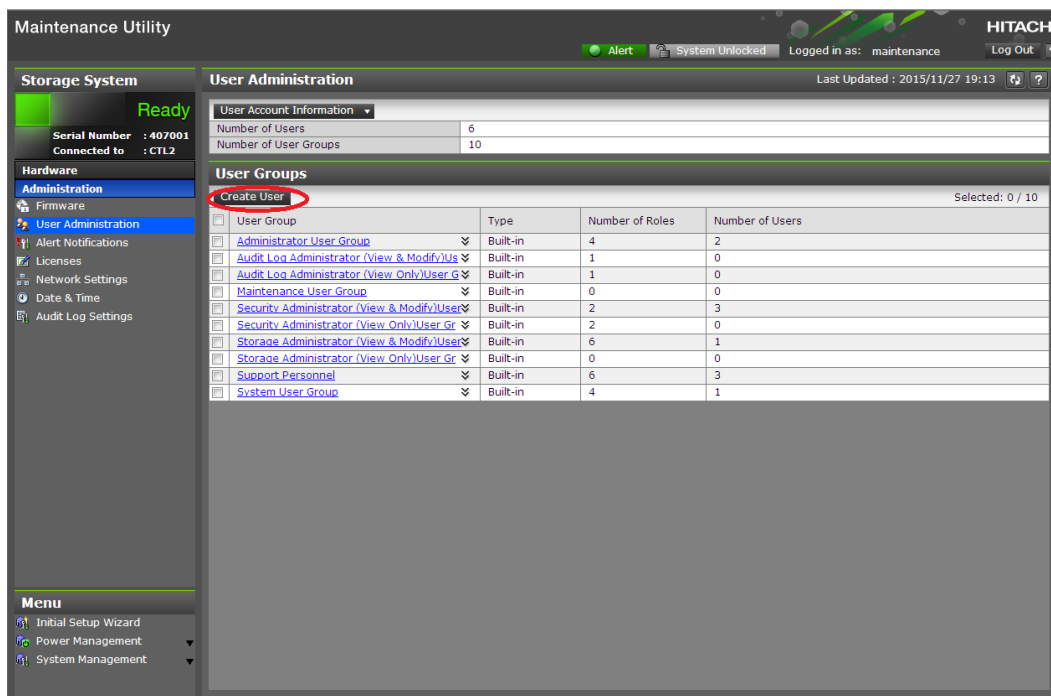 Maintenance Utility
HITACH
Alert System Unlocked Logged in as: maintenance Log Out
Storage System
Ready
Serial Number : 407001
Connected to : CTL2
Hardware
Administration
Firmware
User Administration
Alert Notifications
Licenses
Network Settings
Date & Time
Audit Log Settings
Menu
Initial Setup Wizard
Power Management
System Management
User Administration Last Updated : 2015/11/27 19:13 ?
User Account Information
Number of Users 6
Number of User Groups 10
User Groups
Create User Selected: 0 / 10
User Group Type Number of Roles Number of Users
Administrator User Group Built-in 4 2
Audit Log Administrator (View & Modify)Us Built-in 1 0
Audit Log Administrator (View Only)User G Built-in 1 0
Maintenance User Group Built-in 0 0
Security Administrator (View & Modify)User Built-in 2 3
Security Administrator (View Only)User Gr Built-in 2 0
Storage Administrator (View & Modify)User Built-in 6 1
Storage Administrator (View Only)User Gr Built-in 0 0
Support Personnel Built-in 6 3
System User Group Built-in 4 1